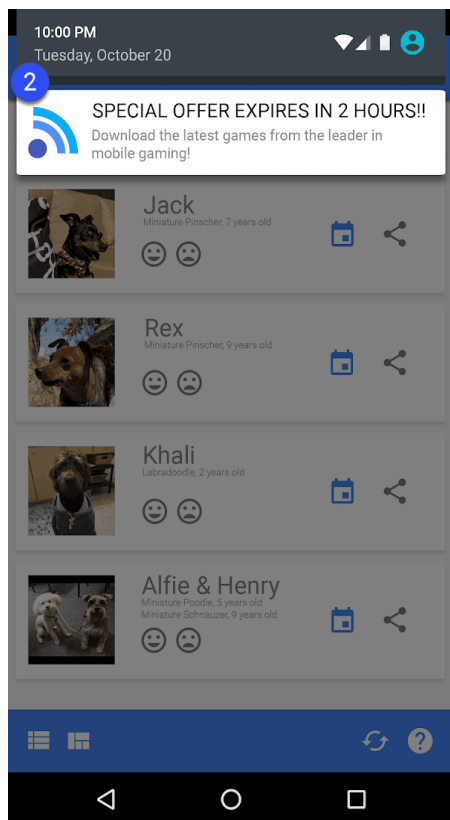 10:00 PM
Tuesday, October 20
2
SPECIAL OFFER EXPIRES IN 2 HOURS!!
Download the latest games from the leader in
mobile gaming!
Jack
Miniature Pinscher, 7 years old
Rex
Miniature Pinscher, 9 years old
Khali
Labradoodle, 2 years old
Alfie & Henry
Miniature Poodle, 5 years old
Miniature Schnauzer, 9 years old
?